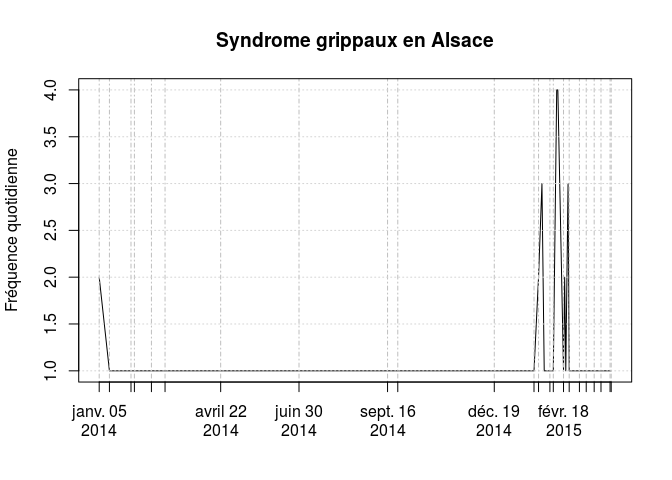 Syndrome grippaux en Alsace
Fréquence quotidienne
4.0
3.5
3.0
2.5
2.0
1.5
1.0
janv. 05 avril 22 juin 30 sept. 16 déc. 19 févr. 18
2014 2014 2014 2014 2014 2015